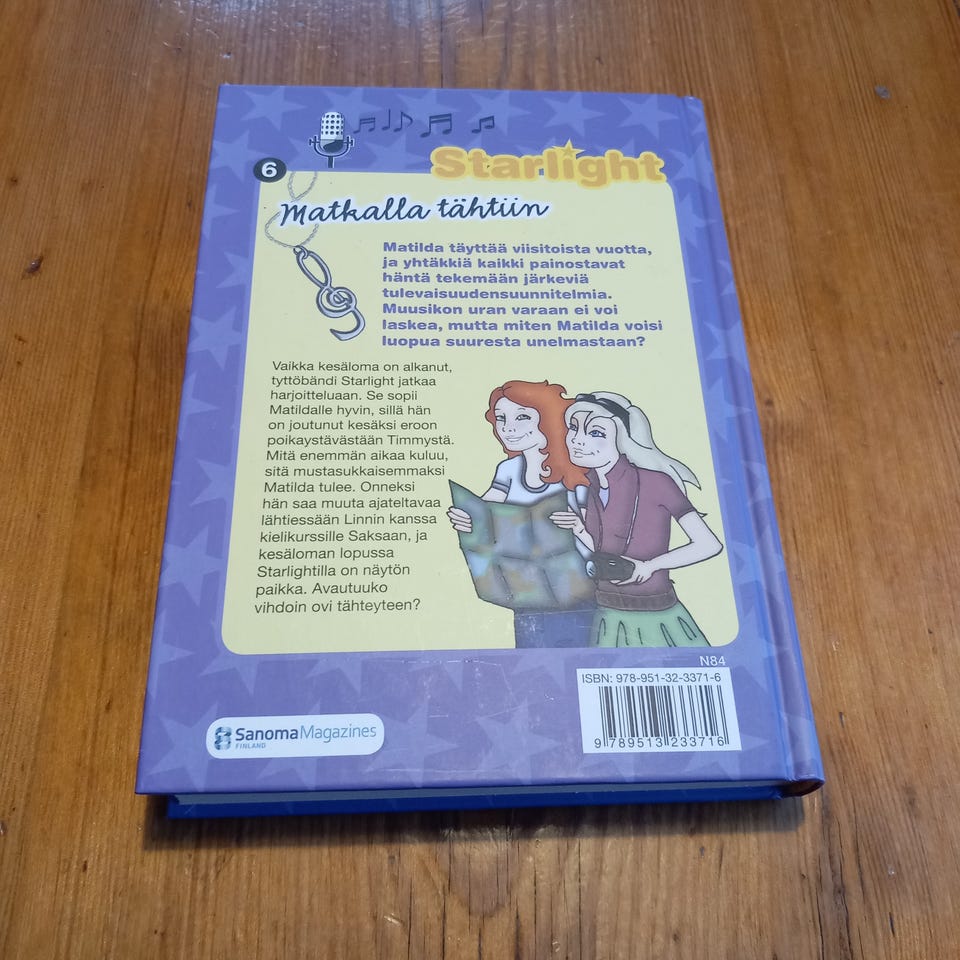 Starlight
6
Matkalla tähtiin
Matilda täyttää viisitoista vuotta,
ja yhtäkkiä kaikki painostavat
häntä tekemään järkeviä
tulevaisuudensuunnitelmia.
Muusikon uran varaan ei voi
laskea, mutta miten Matilda voisi
luopua suuresta unelmastaan?
Vaikka kesäloma on alkanut,
tyttöbändi Starlight jatkaa
harjoitteluaan. Se sopii
Matildalle hyvin, sillä hän
on joutunut kesäksi eroon
poikaystävästään Timmystä.
Mitä enemmän aikaa kuluu,
sitä mustasukkaisemmaksi
Matilda tulee. Onneksi
hän saa muuta ajateltavaa
lähtiessään Linnin kanssa
kielikurssille Saksaan, ja
kesäloman lopussa
Starlightilla on näytön
paikka. Avautuuko
vihdoin ovi tähteyteen?
N84
ISBN: 978-951-32-3371-6
9 789513 233716
SanomaMagazines
FINLAND